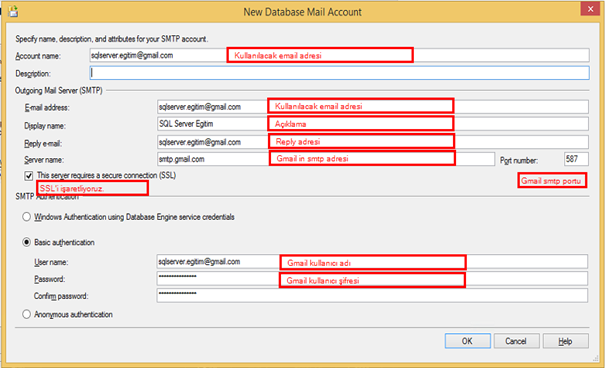 New Database Mail Account
Specify name, description, and attributes for your SMTP account.
Account name: sqlserver.egitim@gmail.com Kullanılacak email adresi
Description:
Outgoing Mail Server (SMTP)
E-mail address: sqlserver.egitim@gmail.com Kullanılacak email adresi
Display name: SQL Server Egitim Açıklama
Reply e-mail: sqlserver.egitim@gmail.com Reply adresi
Server name: smtp.gmail.com Gmail in smtp adresi Port number: 587
This server requires a secure connection (SSL)
SSL'i işaretliyoruz. Gmail smtp portu
SMTP Authentication
Windows Authentication using Database Engine service credentials
Basic authentication
User name: sqlserver.egitim@gmail.com Gmail kullanıcı adı
Password: *************** Gmail kullanıcı şifresi
Confirm password: ***************
Anonymous authentication
OK Cancel Help